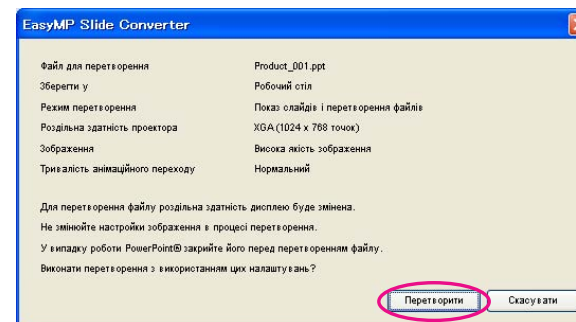 EasyMP Slide Converter
Файл для перетворення Product_001.ppt
Зберегти у Робочий стіл
Режим перетворення Показ слайдів і перетворення файлів
Роздільна здатність проектора XGA (1024 x 768 точок)
Зображення Висока якість зображення
Тривалість анімаційного переходу Нормальний
Для перетворення файлу роздільна здатність дисплею буде змінена.
Не змінюйте настройки зображення в процесі перетворення.
У випадку роботи PowerPoint® закрийте його перед перетворенням файлу.
Виконати перетворення з використанням цих налаштувань?
Перетворити Скасувати